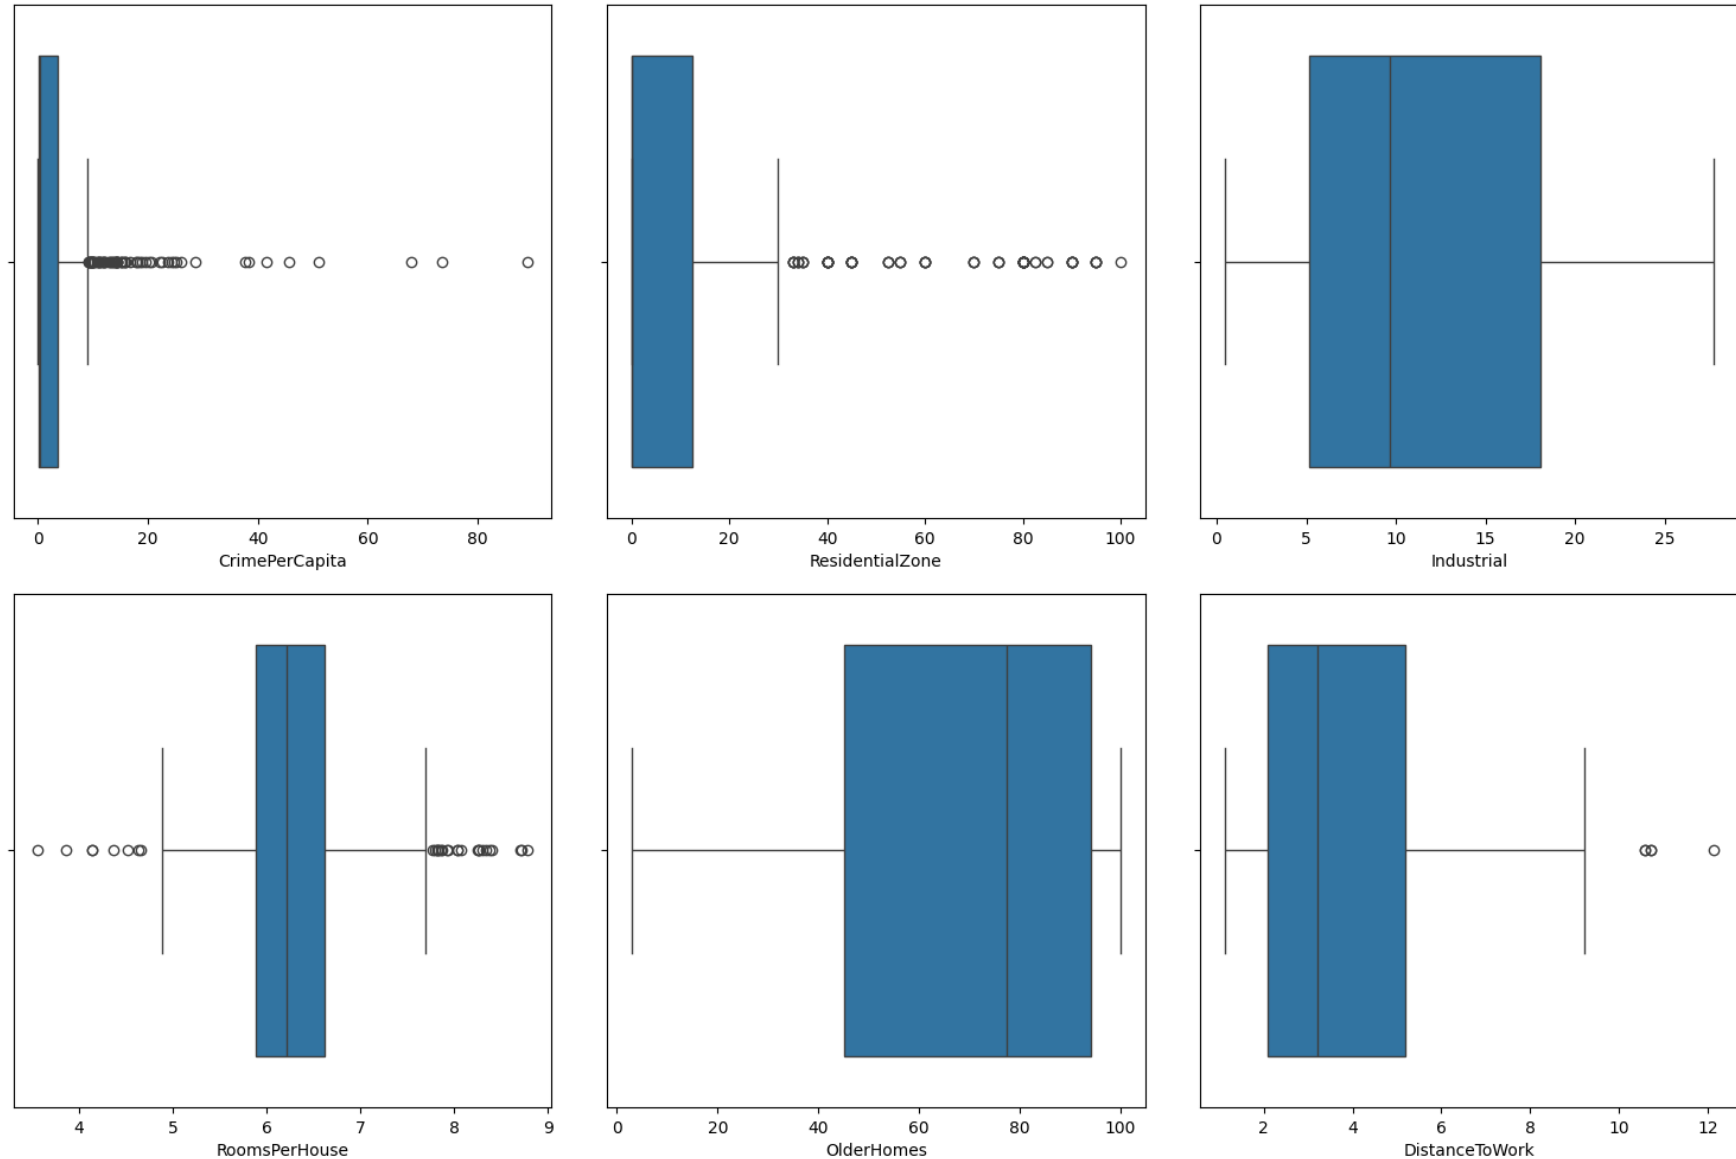 0 20 40 60 80
CrimePerCapita
0 20 40 60 80 100
ResidentialZone
0 5 10 15 20 25
Industrial
4 5 6 7 8 9
RoomsPerHouse
0 20 40 60 80 100
OlderHomes
2 4 6 8 10 12
DistanceToWork